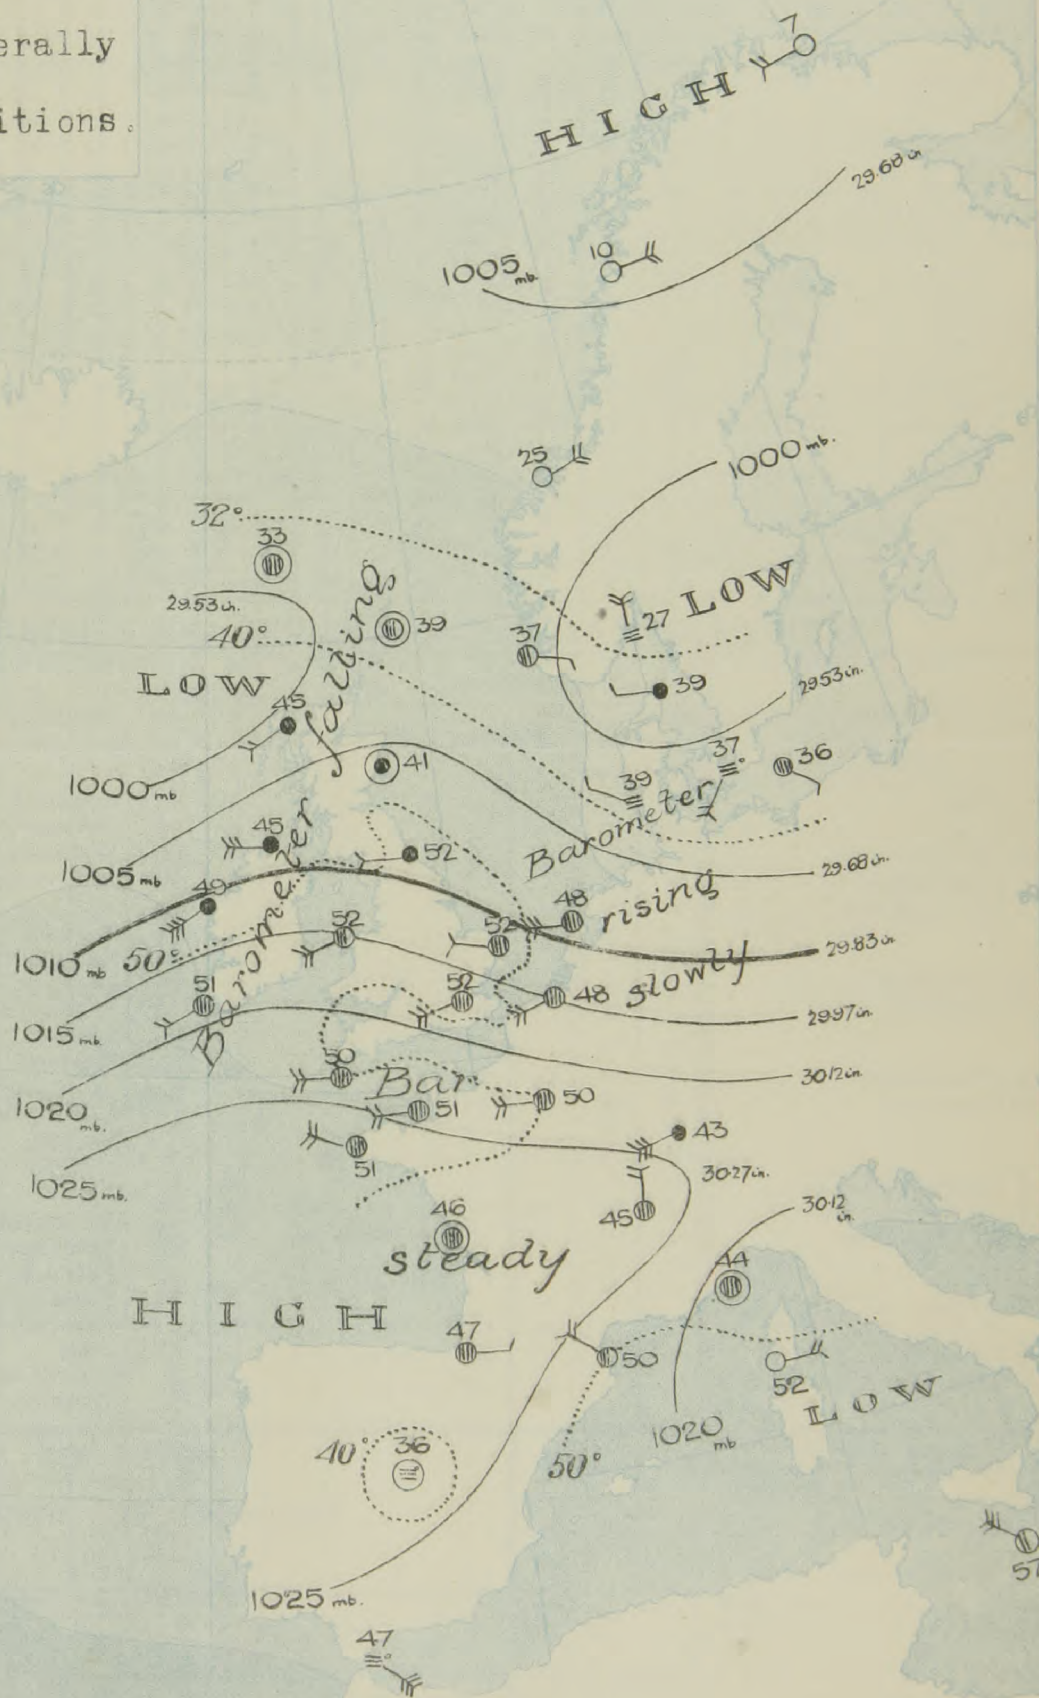 erally
itions.
7
HIGH
29.68 in
10
1005 mb.
25
1000 mb.
32°
33
29.53 in.
39
40°
27
LOW
37
39
29.53 in.
LOW
45
falling
1000 mb
41
37
36
39
Barometer
45
52
1005 mb
29.68 in.
49
48
rising
52
52
1010 mb
50°
29.83 in
Barometer
51
52
48
slowly
1015 mb.
29.97 in.
50
Bar
30.12 in.
1020 mb.
51
50
51
43
1025 mb.
30.27 in.
46
45
30.12 in.
steady
44
HIGH
47
50
52
LOW
1020 mb
40°
36
50°
57
1025 mb.
47